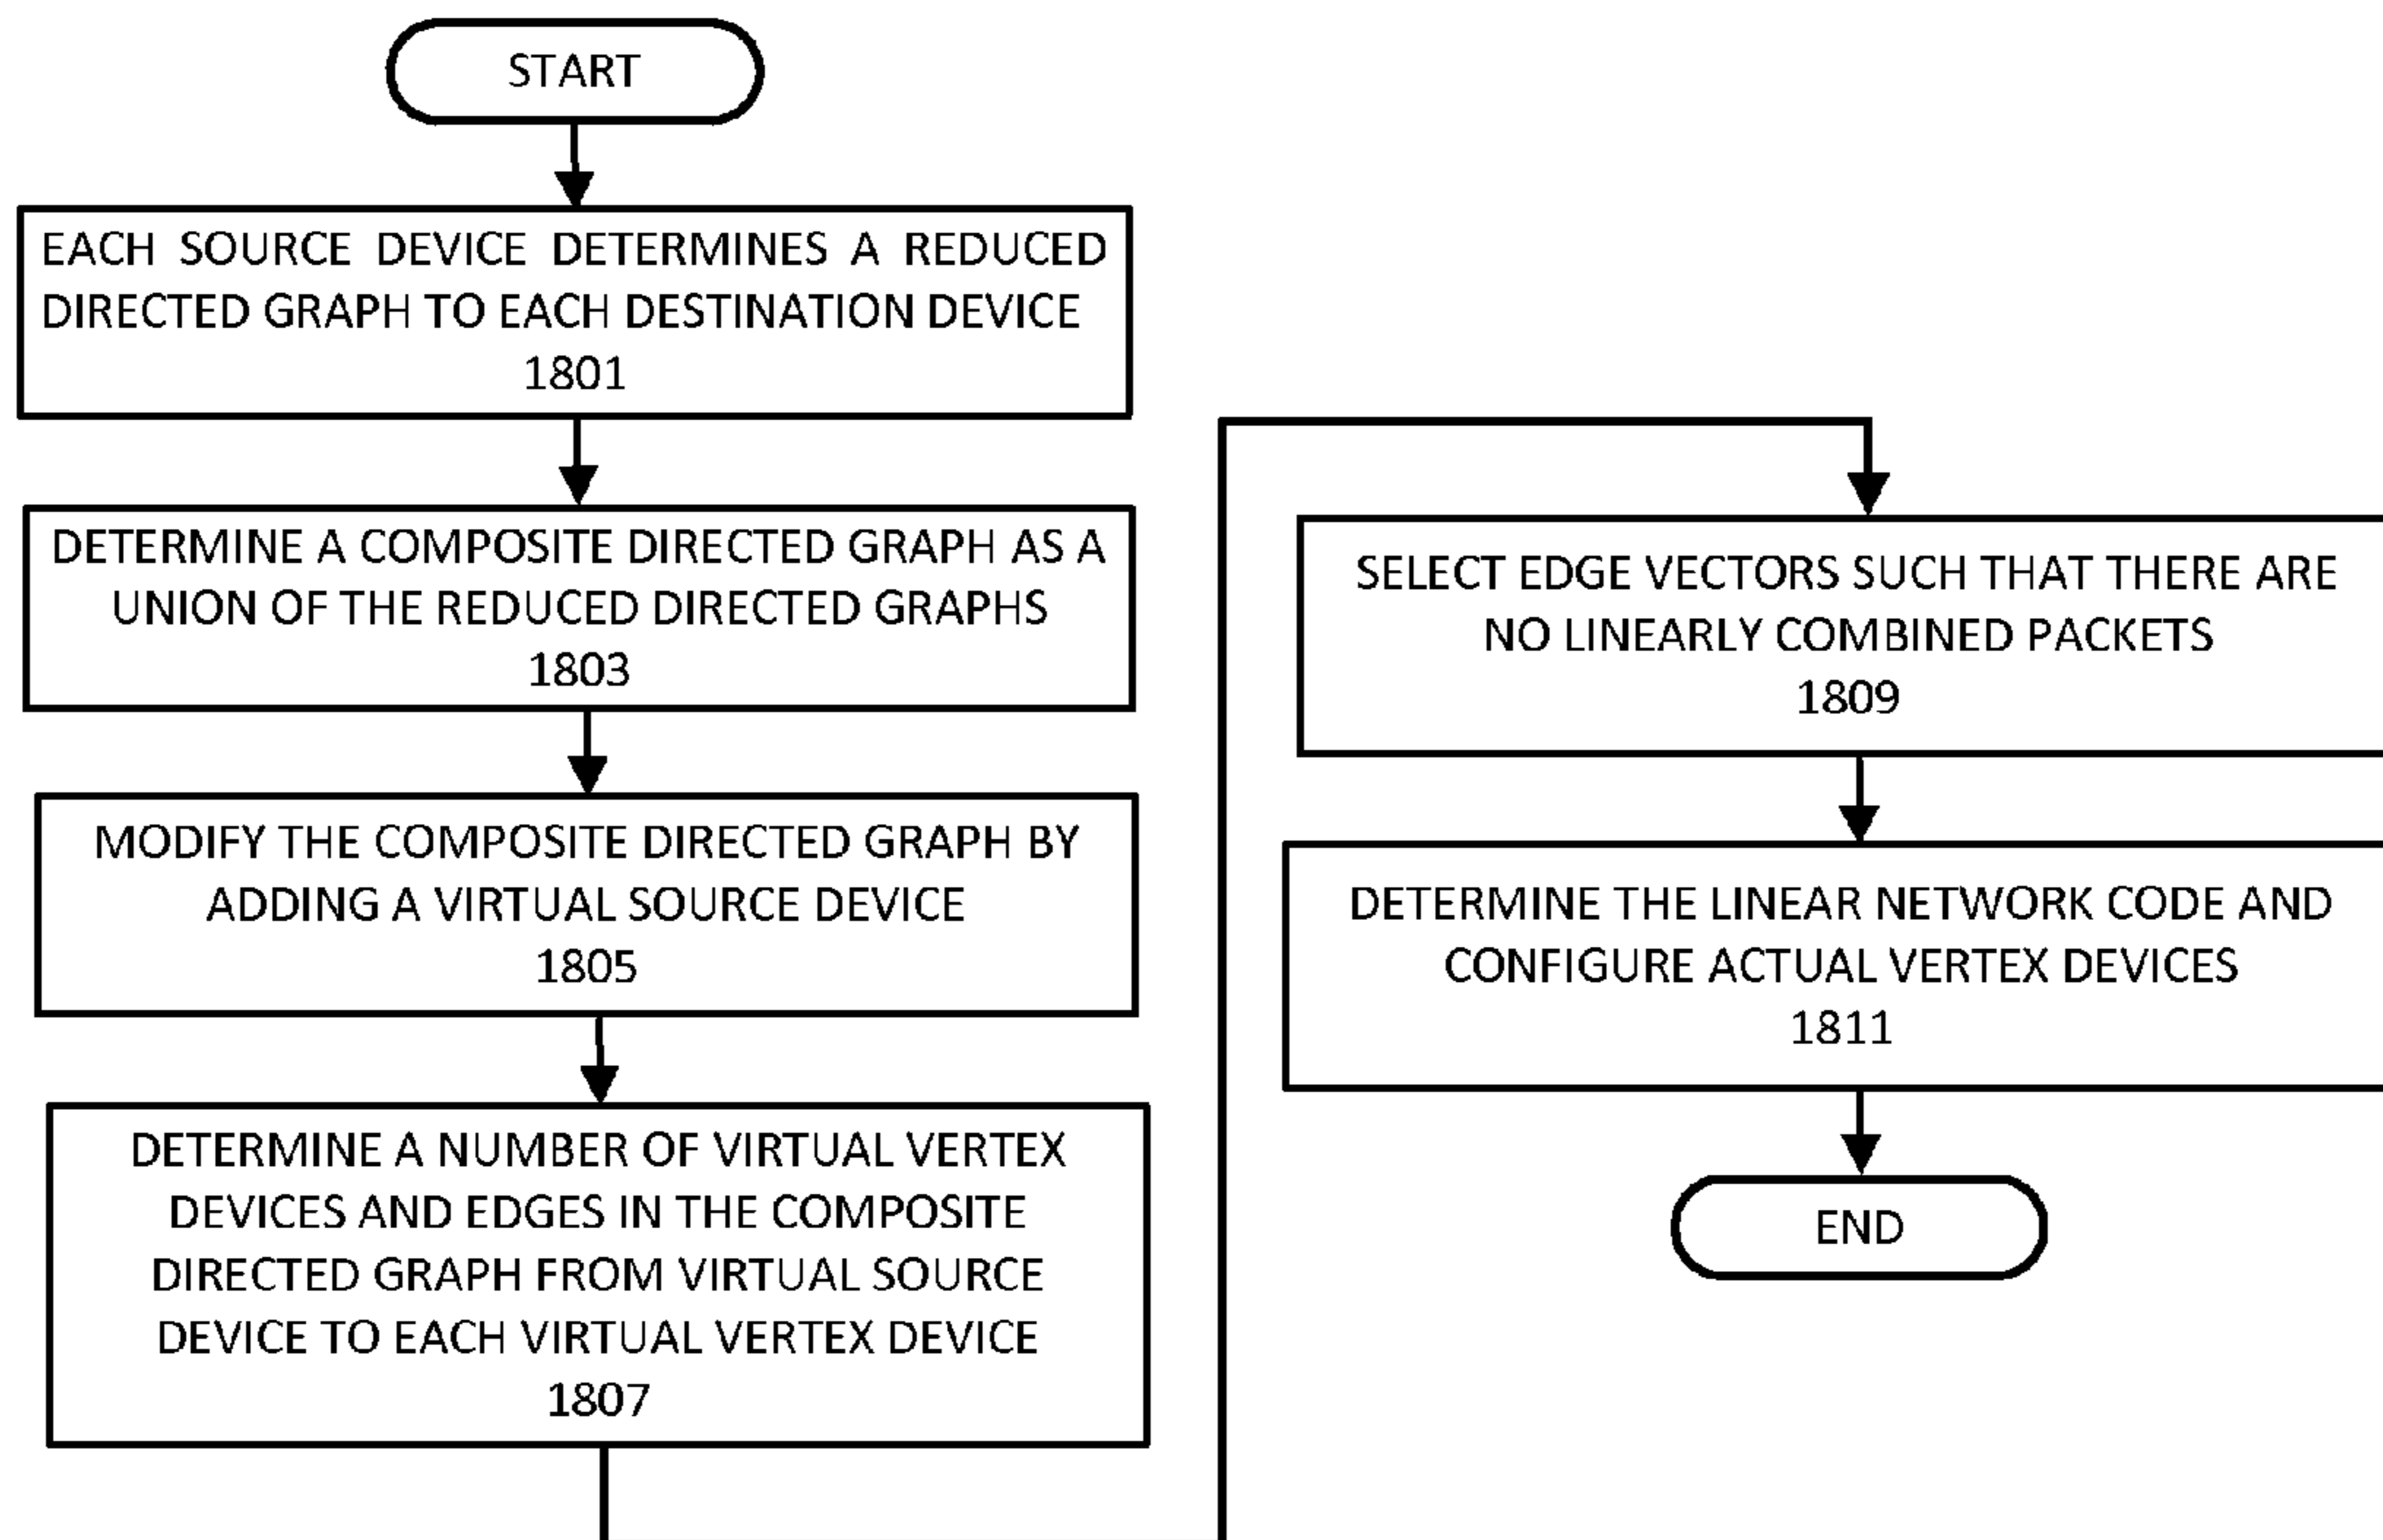 START
EACH SOURCE DEVICE DETERMINES A REDUCED
DIRECTED GRAPH TO EACH DESTINATION DEVICE
1801
DETERMINE A COMPOSITE DIRECTED GRAPH AS A
UNION OF THE REDUCED DIRECTED GRAPHS
1803
MODIFY THE COMPOSITE DIRECTED GRAPH BY
ADDING A VIRTUAL SOURCE DEVICE
1805
DETERMINE A NUMBER OF VIRTUAL VERTEX
DEVICES AND EDGES IN THE COMPOSITE
DIRECTED GRAPH FROM VIRTUAL SOURCE
DEVICE TO EACH VIRTUAL VERTEX DEVICE
1807
SELECT EDGE VECTORS SUCH THAT THERE ARE
NO LINEARLY COMBINED PACKETS
1809
DETERMINE THE LINEAR NETWORK CODE AND
CONFIGURE ACTUAL VERTEX DEVICES
1811
END